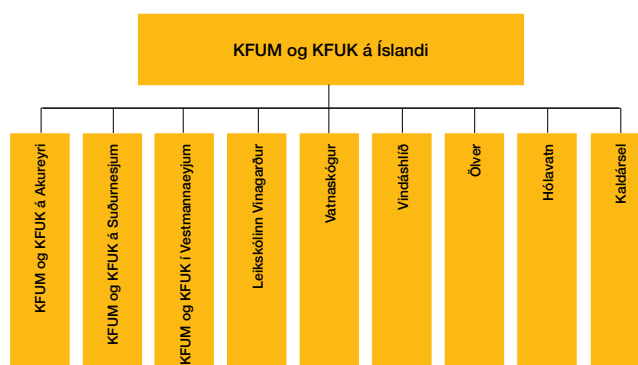 KFUM og KFUK á Íslandi
KFUM og KFUK á Akureyri
KFUM og KFUK á Suðurnesjum
KFUM og KFUK í Vestmannaeyjum
Leikskólinn Vinagarður
Vatnaskógur
Vindáshlíð
Ölver
Hólavatn
Kaldársel